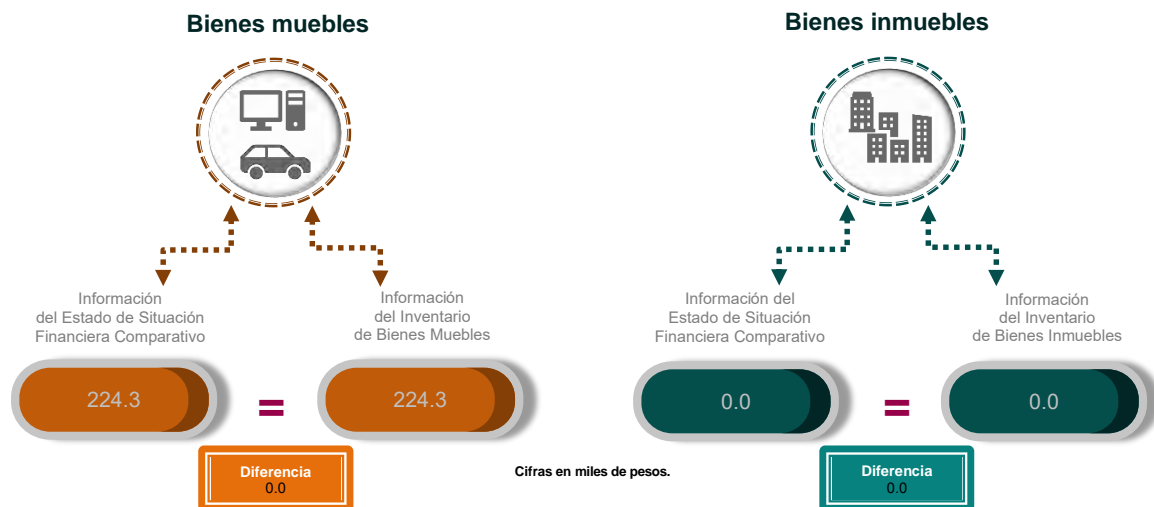 Bienes muebles
Información
del Estado de Situación
Financiera Comparativo
224.3
=
Información
del Inventario
de Bienes Muebles
224.3
Diferencia
0.0
Cifras en miles de pesos.
Bienes inmuebles
Información del
Estado de Situación
Financiera Comparativo
0.0
=
Información
del Inventario
de Bienes Inmuebles
0.0
Diferencia
0.0